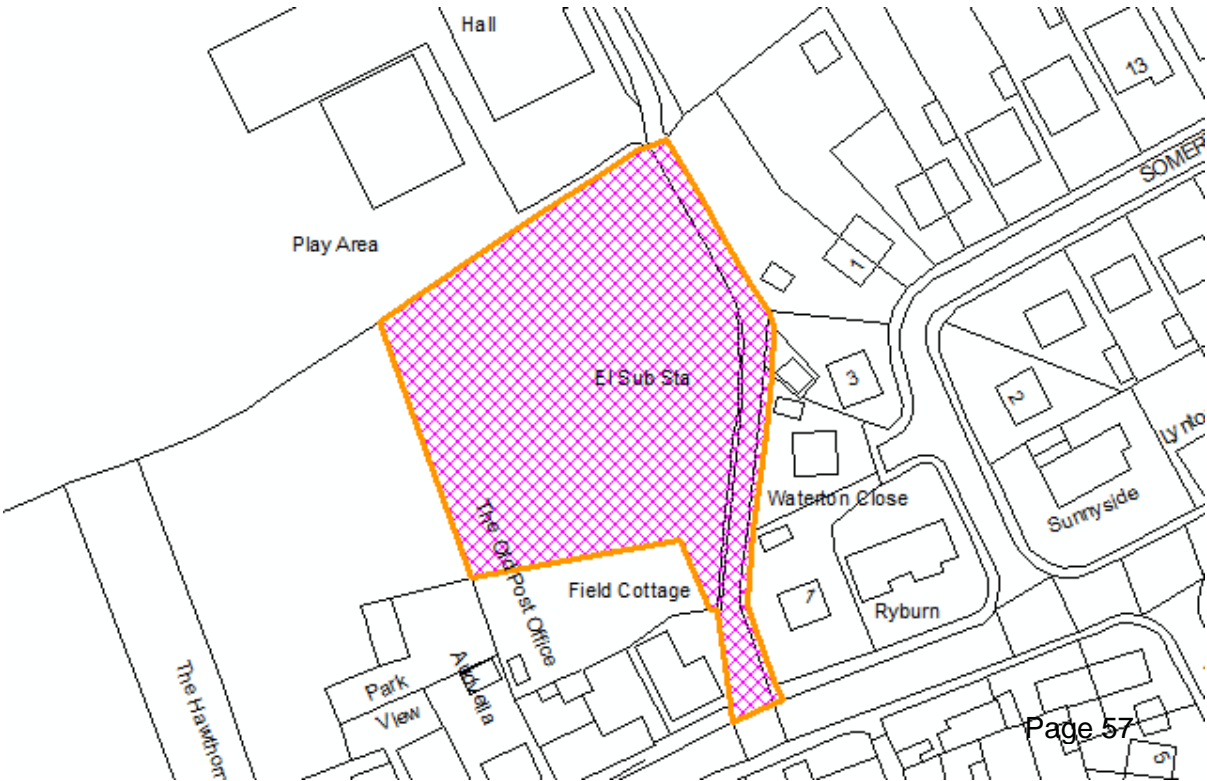 Hall
13
SOMER
Play Area
1
El Sub Sta
3
2
Lynto
The Old Post Office
Waterton Close
Sunnyside
Field Cottage
7
Ryburn
The Hawthorn
Park
View
Page 57
5